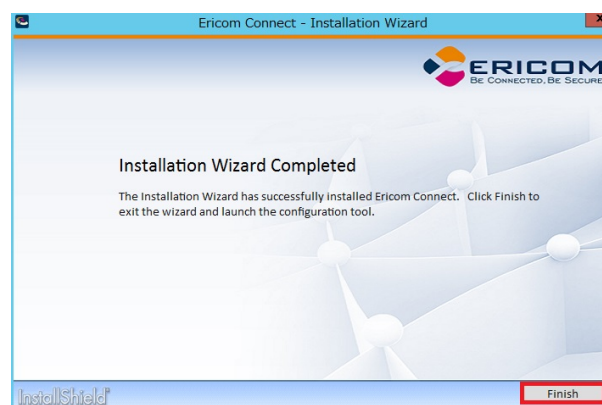 Ericom Connect - Installation Wizard
x
ERICOM
BE CONNECTED, BE SECURE
Installation Wizard Completed
The Installation Wizard has successfully installed Ericom Connect. Click Finish to
exit the wizard and launch the configuration tool.
InstallShield
Finish